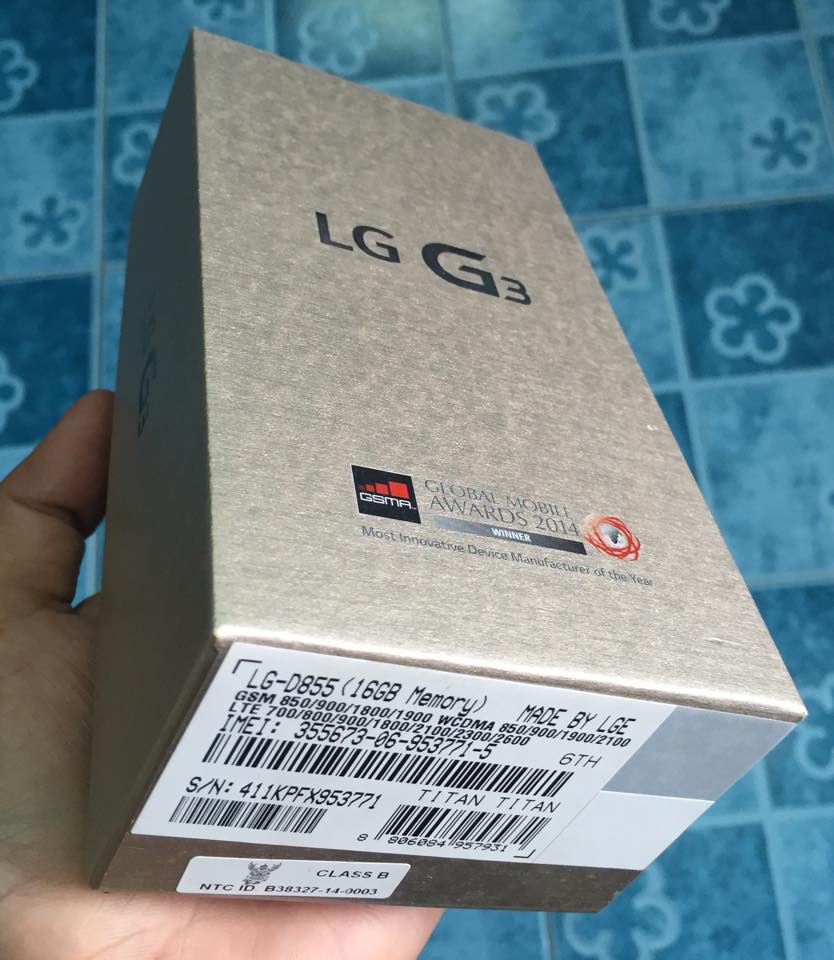 LG G3
LG G3
GSMA
GLOBAL MOBILE
AWARDS 2014
WINNER
Most Innovative Device Manufacturer of the Year
LG-D855(16GB Memory) MADE BY LGE
GSM 850/900/1800/1900 WCDMA 850/900/1900/2100
LTE 700/800/900/1800/2100/2300/2600
IMEI: 355673-06-953771-5
6TH
S/N: 411KPFX953771
TITAN TITAN
8 806084 957931
CLASS B
NTC ID B38327-14-0003